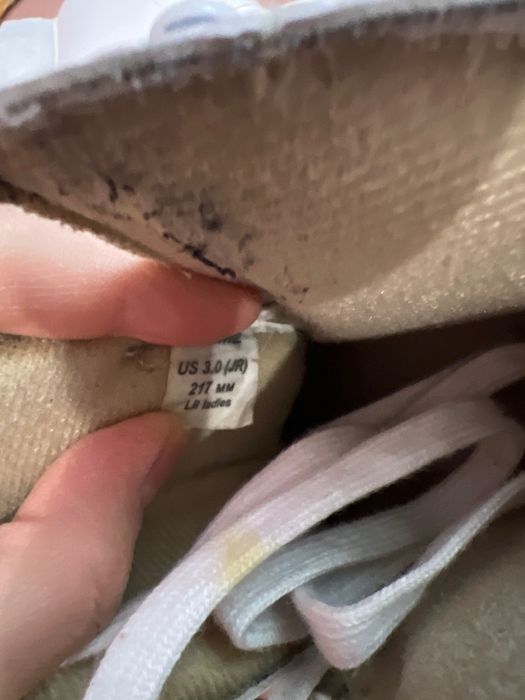 US 3.0 (JR)
217 MM
ladies